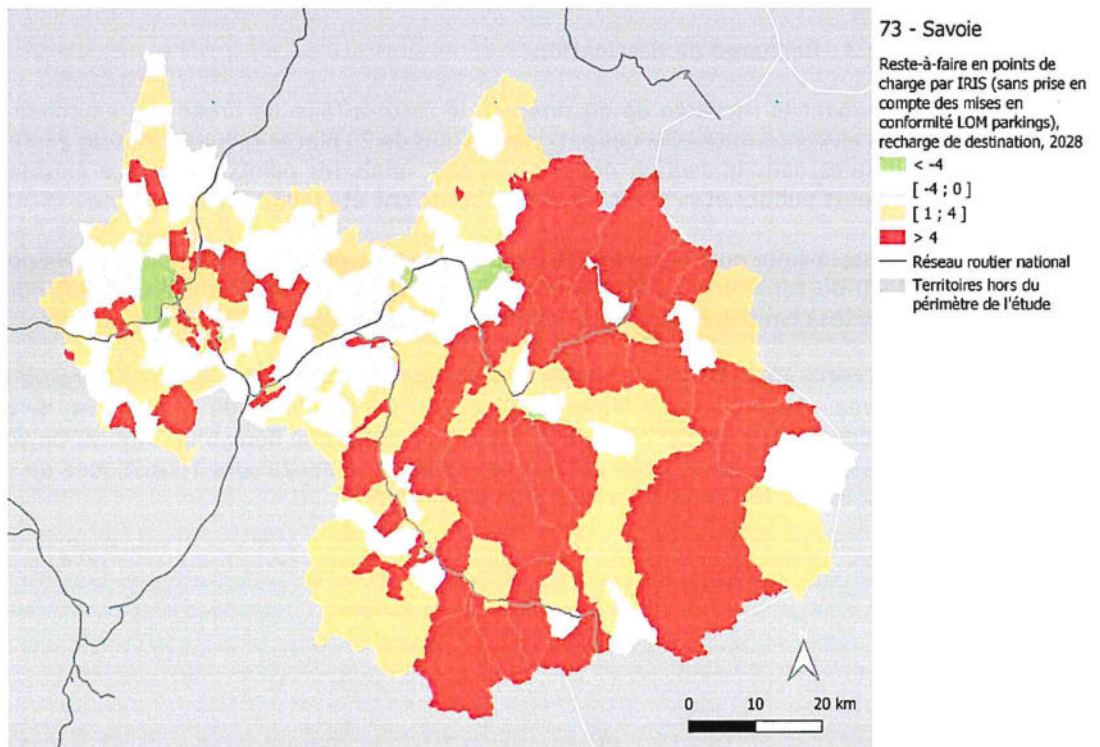 73 - Savoie
Reste-à-faire en points de
charge par IRIS (sans prise en
compte des mises en
conformité LOM parkings),
recharge de destination, 2028
< -4
[ -4 ; 0 ]
[ 1 ; 4 ]
> 4
Réseau routier national
Territoires hors du
périmètre de l'étude
0 10 20 km